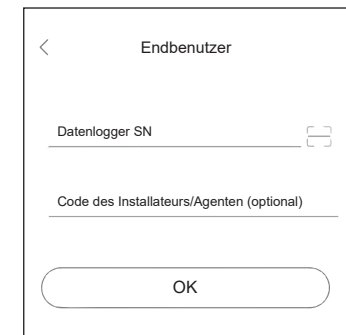 Endbenutzer
Datenlogger SN
Code des Installateurs/Agenten (optional)
OK